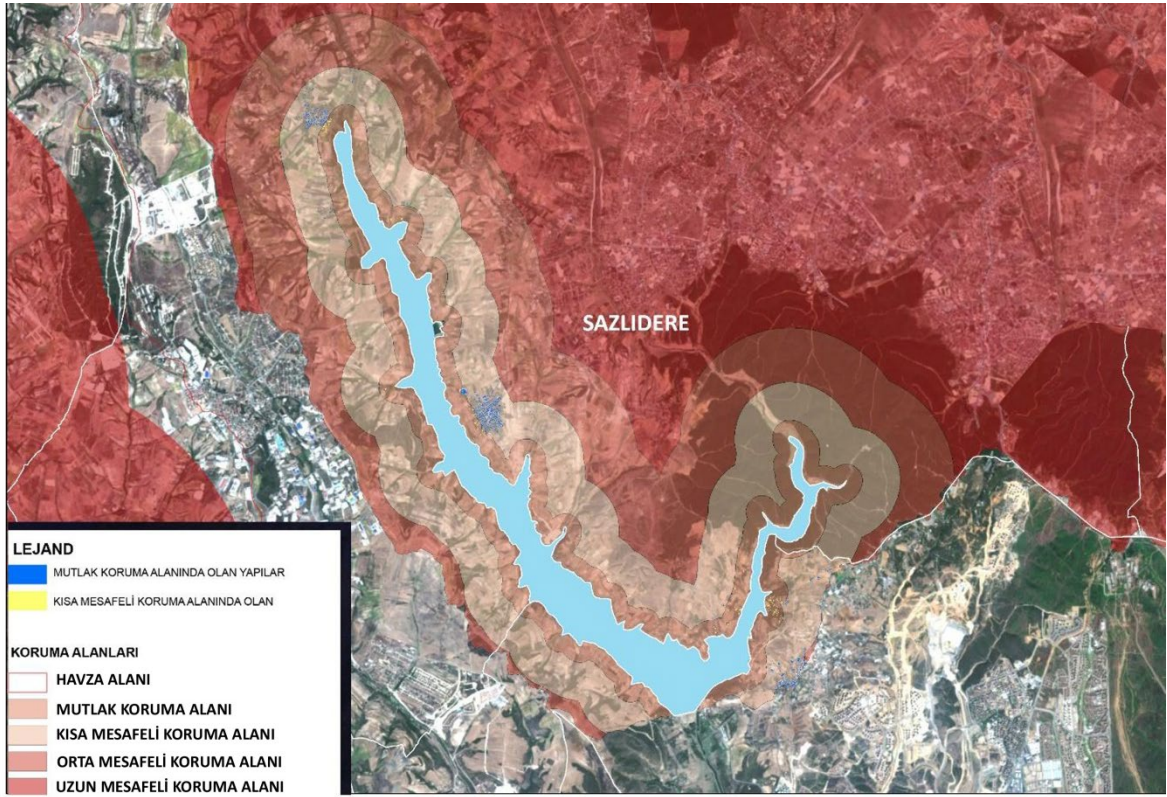 SAZLIDERE
LEJAND
MUTLAK KORUMA ALANINDA OLAN YAPILAR
KISA MESAFELİ KORUMA ALANINDA OLAN
KORUMA ALANLARI
HAVZA ALANI
MUTLAK KORUMA ALANI
KISA MESAFELİ KORUMA ALANI
ORTA MESAFELİ KORUMA ALANI
UZUN MESAFELİ KORUMA ALANI